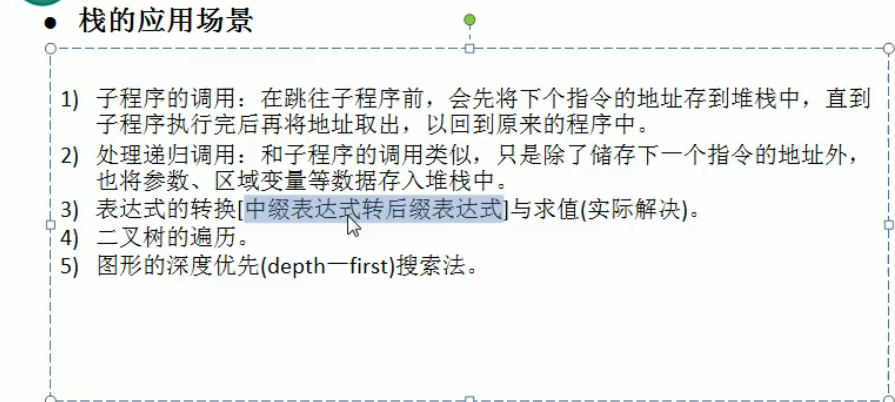 ● 栈的应用场景
1) 子程序的调用：在跳往子程序前，会先将下个指令的地址存到堆栈中，直到
子程序执行完后再将地址取出，以回到原来的程序中。
2) 处理递归调用：和子程序的调用类似，只是除了储存下一个指令的地址外，
也将参数、区域变量等数据存入堆栈中。
3) 表达式的转换[中缀表达式转后缀表达式]与求值(实际解决)。
4) 二叉树的遍历。
5) 图形的深度优先(depth一first)搜索法。